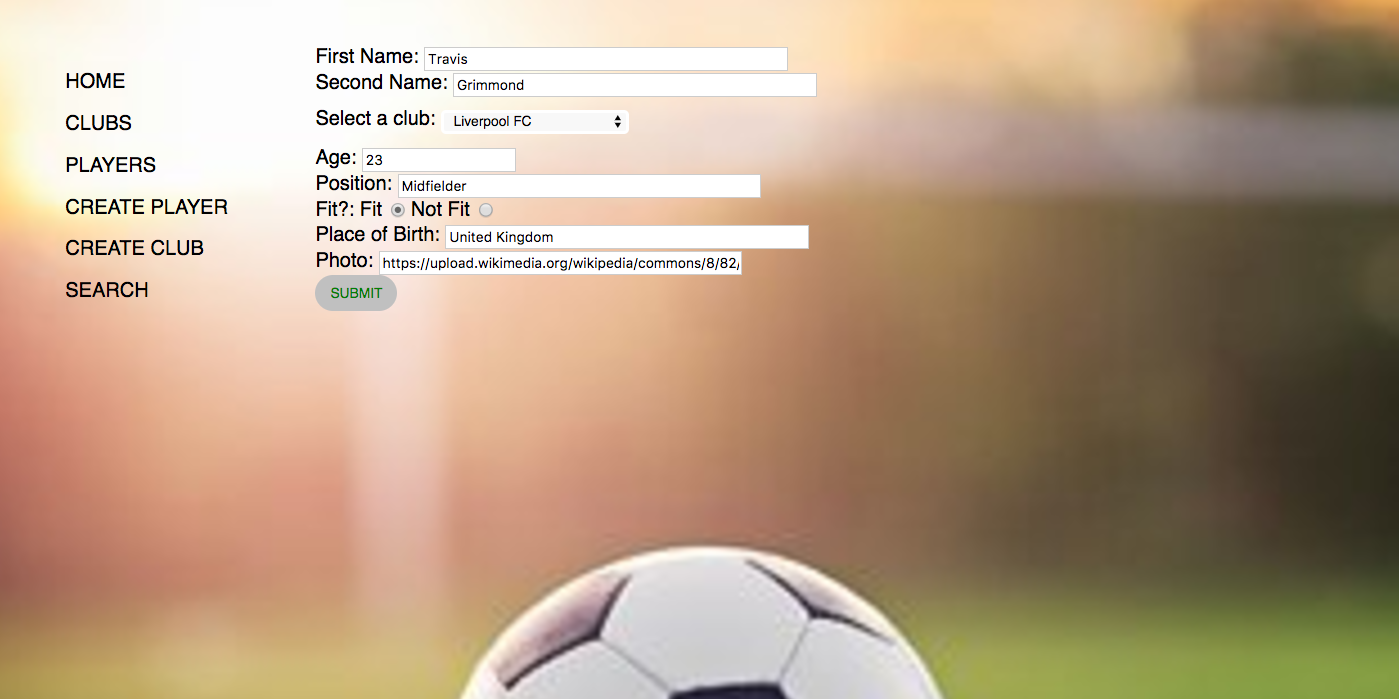 HOME
CLUBS
PLAYERS
CREATE PLAYER
CREATE CLUB
SEARCH
First Name: Travis
Second Name: Grimmond
Select a club: Liverpool FC
Age: 23
Position: Midfielder
Fit?: Fit Not Fit
Place of Birth: United Kingdom
Photo: https://upload.wikimedia.org/wikipedia/commons/8/82/
SUBMIT